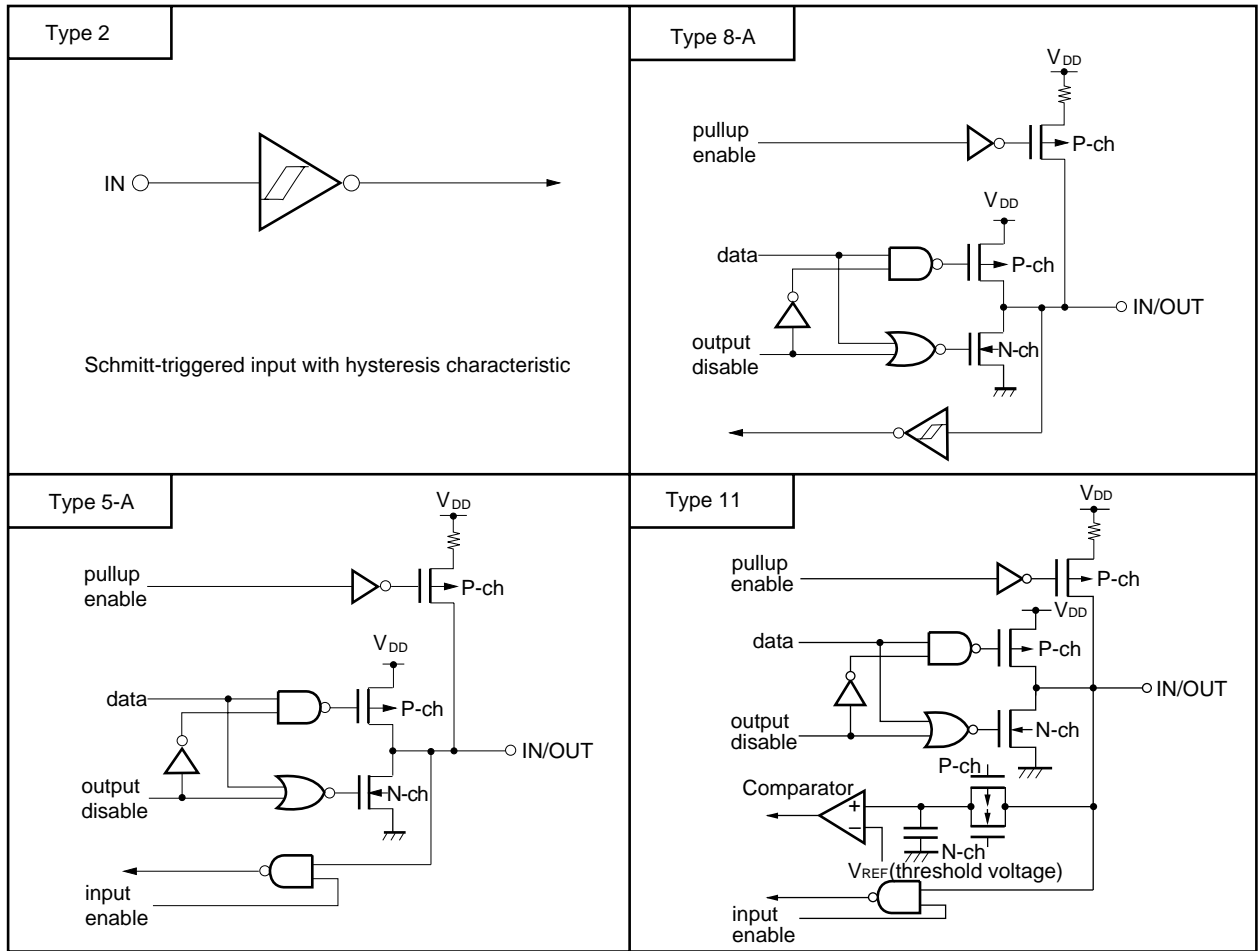 Type 2
IN
Schmitt-triggered input with hysteresis characteristic
Type 8-A
VDD
pullup
enable
P-ch
VDD
data
P-ch
IN/OUT
output
disable
N-ch
Type 5-A
VDD
pullup
enable
P-ch
VDD
data
P-ch
IN/OUT
output
disable
N-ch
input
enable
Type 11
VDD
pullup
enable
P-ch
VDD
data
P-ch
IN/OUT
output
disable
N-ch
P-ch
Comparator
+
−
N-ch
VREF(threshold voltage)
input
enable